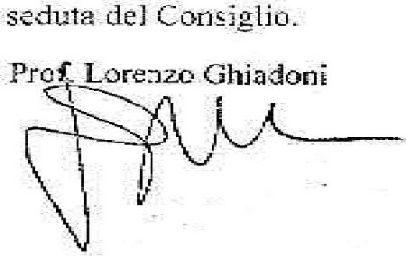 seduta del Consiglio.
Prof. Lorenzo Ghiadoni